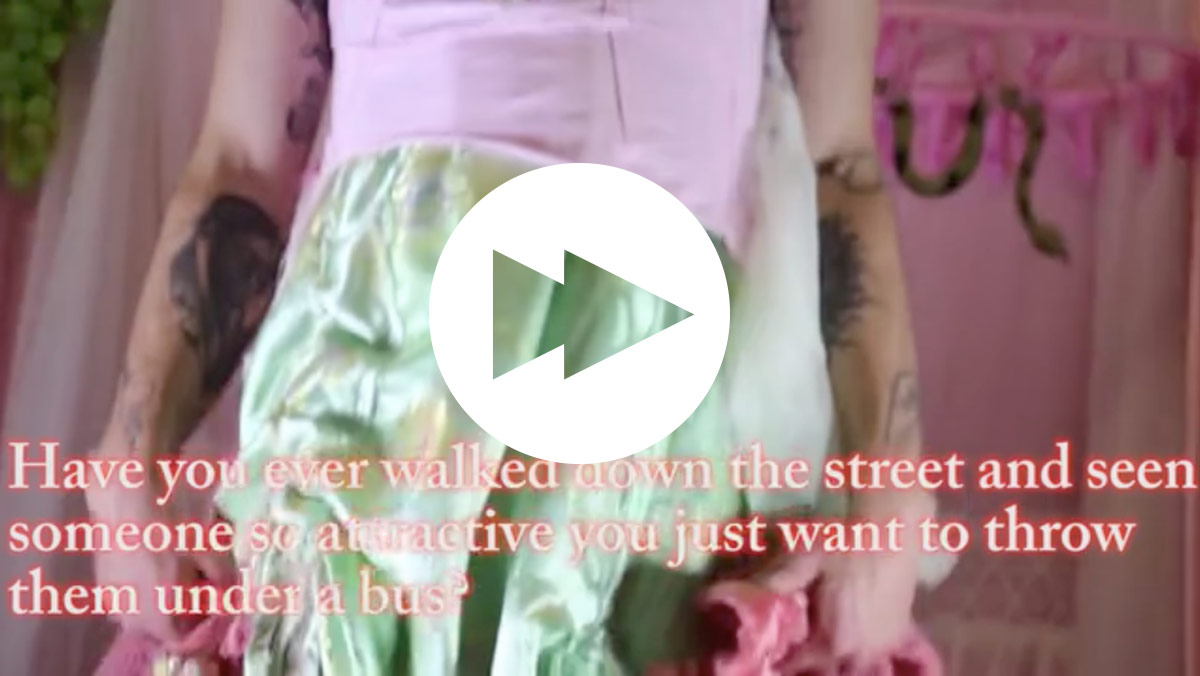 Have you ever walked down the street and seen
someone so attractive you just want to throw
them under a bus?